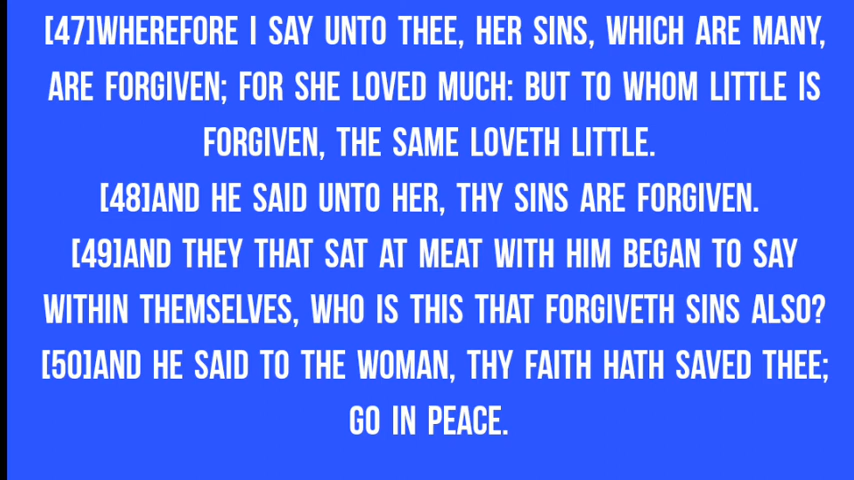 [47]WHEREFORE I SAY UNTO THEE, HER SINS, WHICH ARE MANY,
ARE FORGIVEN; FOR SHE LOVED MUCH: BUT TO WHOM LITTLE IS
FORGIVEN, THE SAME LOVETH LITTLE.
[48]AND HE SAID UNTO HER, THY SINS ARE FORGIVEN.
[49]AND THEY THAT SAT AT MEAT WITH HIM BEGAN TO SAY
WITHIN THEMSELVES, WHO IS THIS THAT FORGIVETH SINS ALSO?
[50]AND HE SAID TO THE WOMAN, THY FAITH HATH SAVED THEE;
GO IN PEACE.